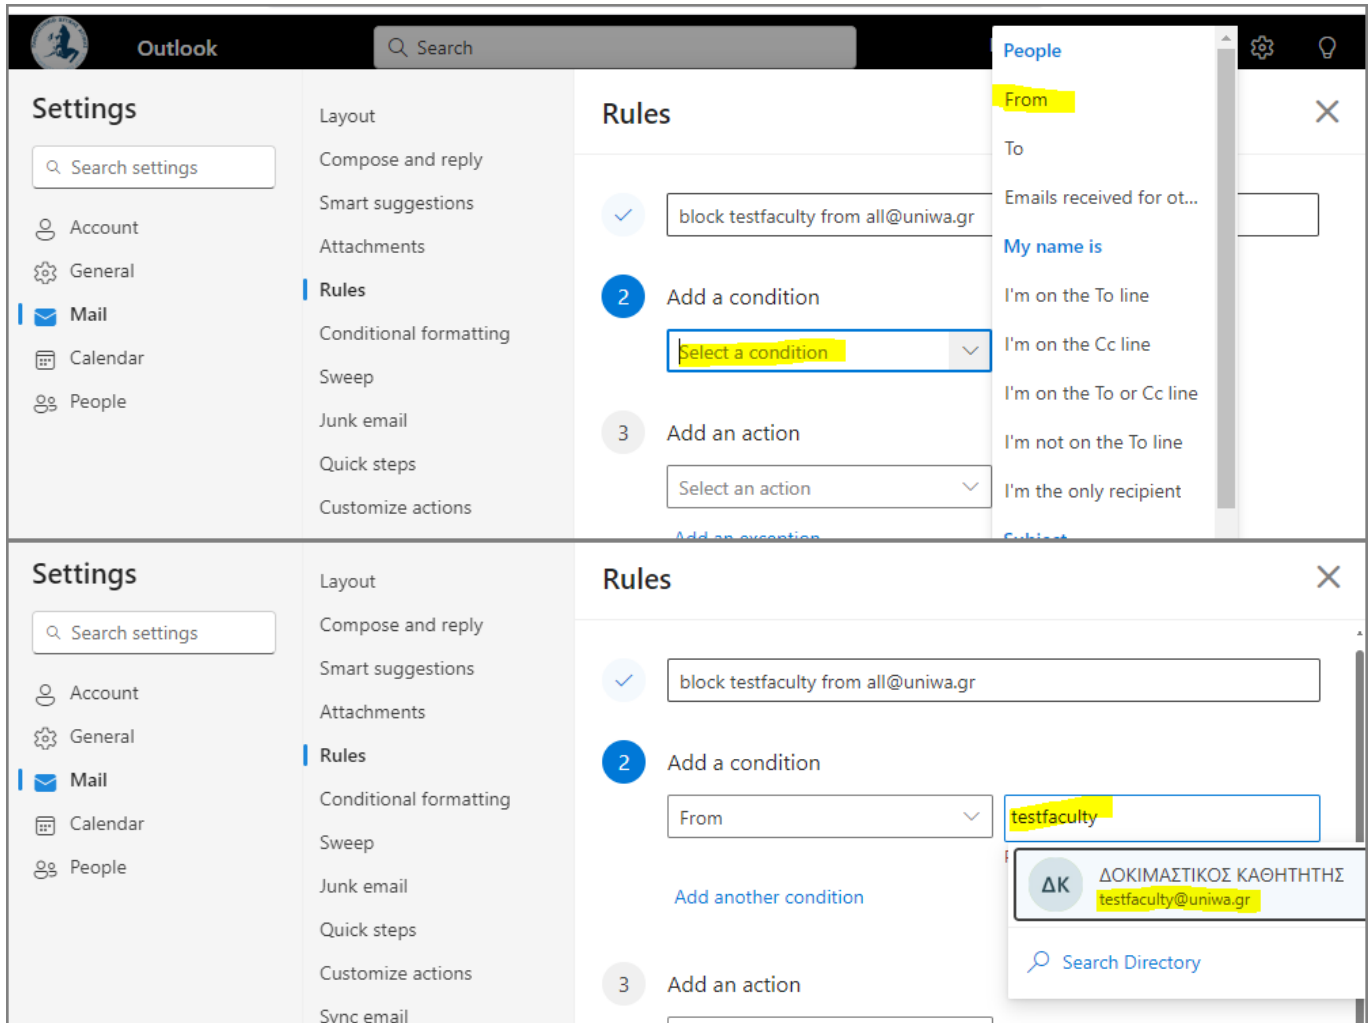 Outlook
Search
Settings
Search settings
Account
General
Mail
Calendar
People
Layout
Compose and reply
Smart suggestions
Attachments
Rules
Conditional formatting
Sweep
Junk email
Quick steps
Customize actions
Rules
block testfaculty from all@uniwa.gr
2
Add a condition
Select a condition
3
Add an action
Select an action
Add an exception
People
From
To
Emails received for ot...
My name is
I'm on the To line
I'm on the Cc line
I'm on the To or Cc line
I'm not on the To line
I'm the only recipient
Subject
Settings
Search settings
Account
General
Mail
Calendar
People
Layout
Compose and reply
Smart suggestions
Attachments
Rules
Conditional formatting
Sweep
Junk email
Quick steps
Customize actions
Sync email
Rules
block testfaculty from all@uniwa.gr
2
Add a condition
From
testfaculty
ΔΚ
ΔΟΚΙΜΑΣΤΙΚΟΣ ΚΑΘΗΤΗΤΗΣ
testfaculty@uniwa.gr
Search Directory
Add another condition
3
Add an action